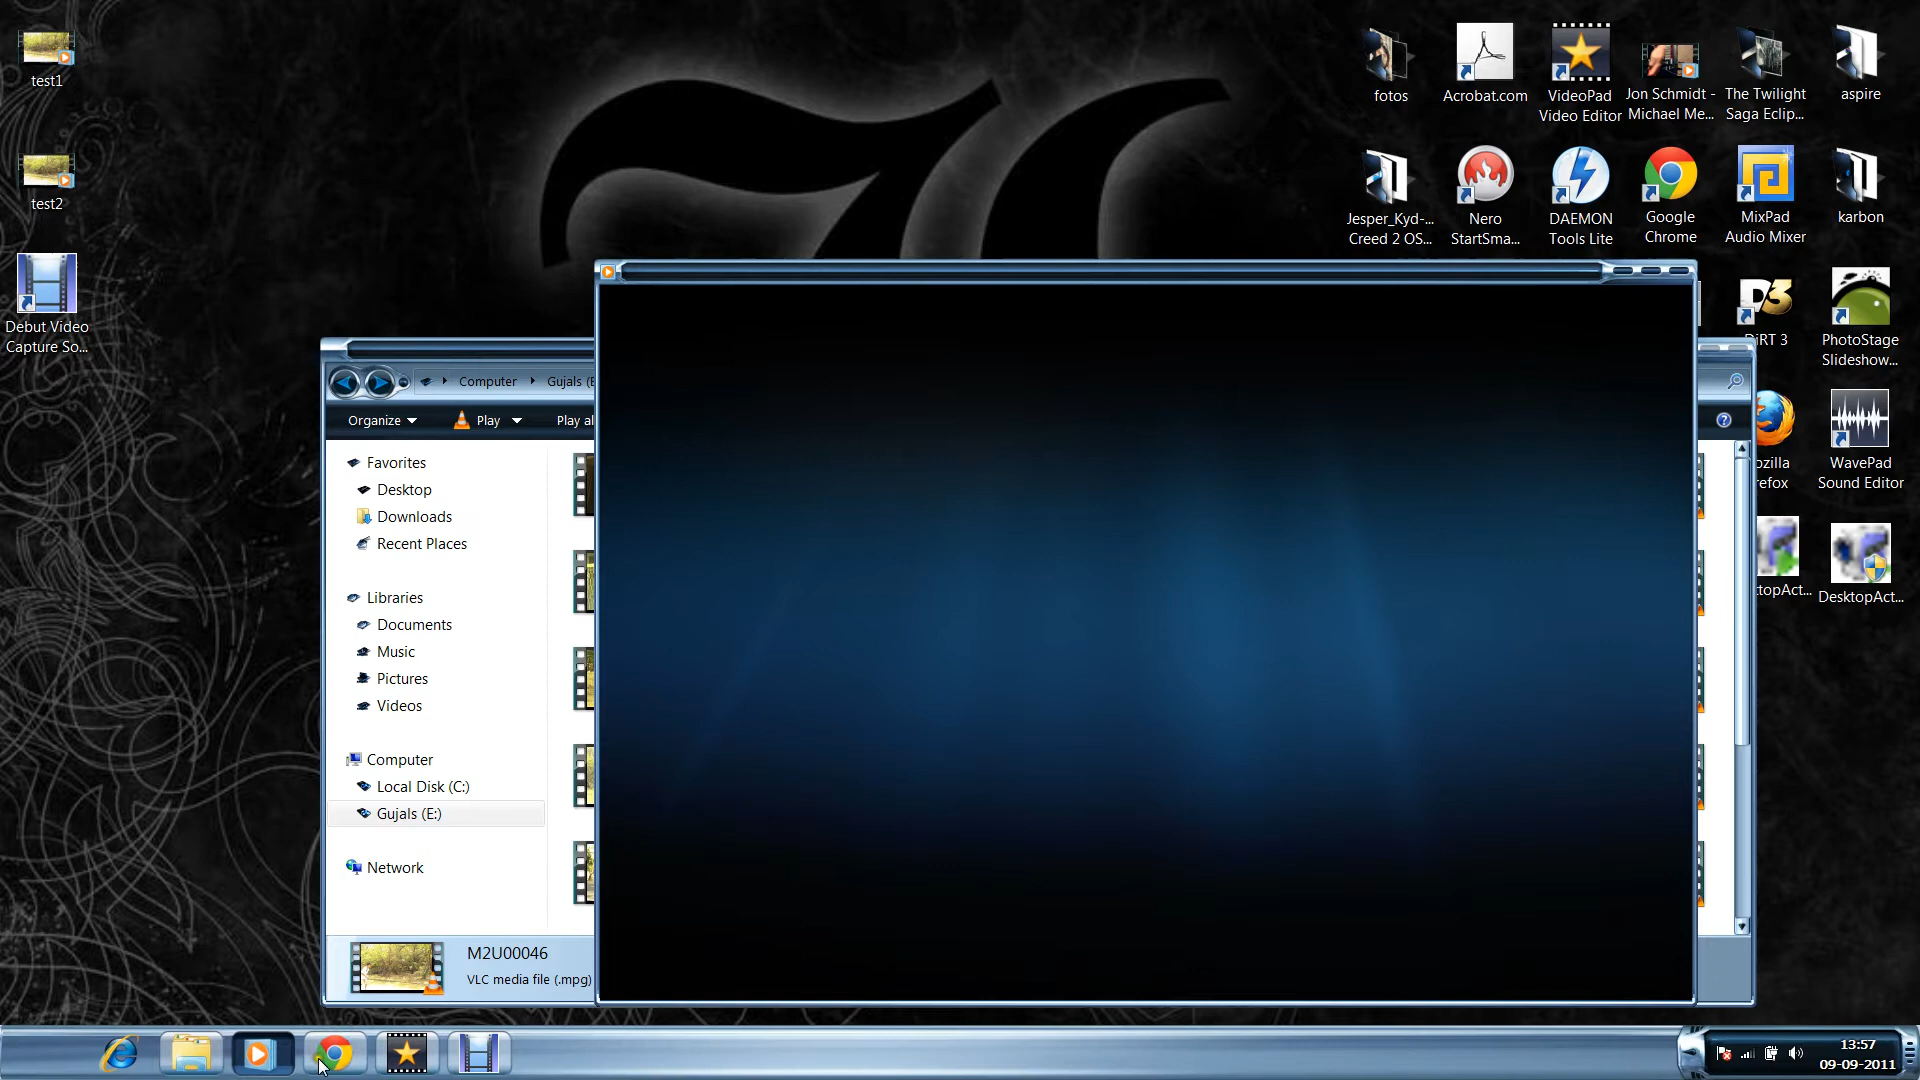 test1
test2
Debut Video
Capture So...
fotos
Acrobat.com
VideoPad
Video Editor
Jon Schmidt -
Michael Me...
The Twilight
Saga Eclip...
aspire
Jesper_Kyd-...
Creed 2 OS...
Nero
StartSma...
DAEMON
Tools Lite
Google
Chrome
MixPad
Audio Mixer
karbon
DiRT 3
PhotoStage
Slideshow...
ozilla
refox
WavePad
Sound Editor
topAct...
DesktopAct...
Computer
Gujals (E
Organize
Play
Play al
Favorites
Desktop
Downloads
Recent Places
Libraries
Documents
Music
Pictures
Videos
Computer
Local Disk (C:)
Gujals (E:)
Network
M2U00046
VLC media file (.mpg)
13:57
09-09-2011